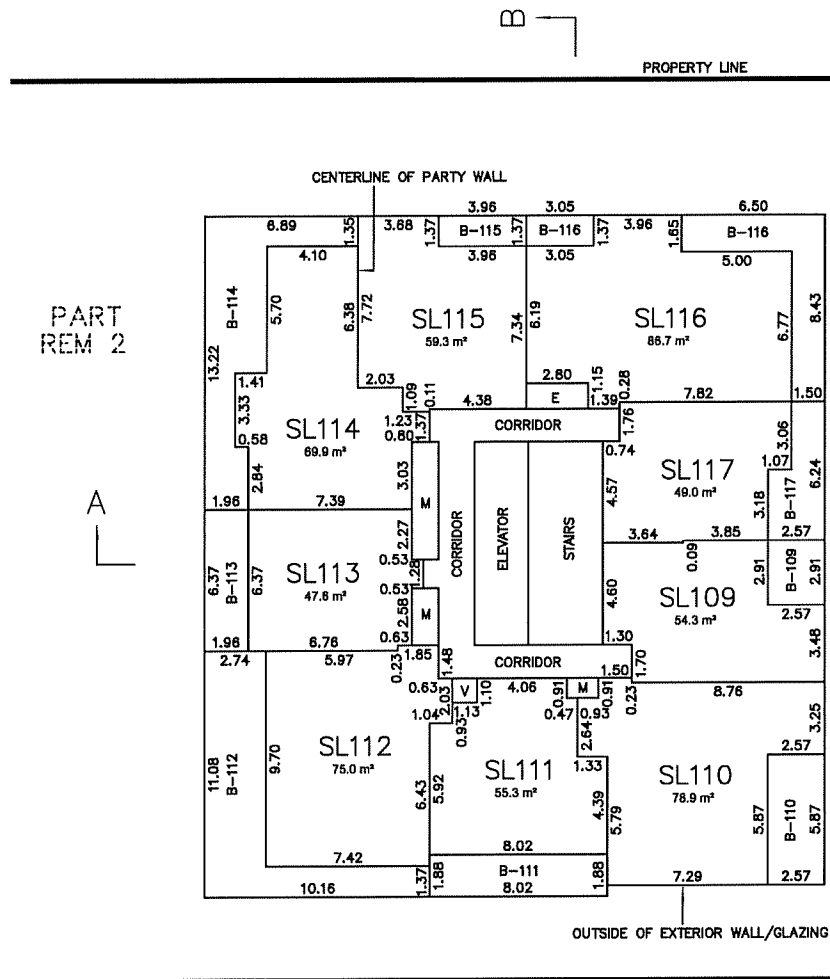 B
PROPERTY LINE
CENTERLINE OF PARTY WALL
3.96 3.05 6.50
6.89 1.35 3.68 1.37 B-115 1.37 B-116 1.37 3.96 1.65 B-116
4.10 3.96 3.05 5.00
PART
REM 2
B-114 5.70 6.38 7.72 7.34 6.19 6.77 8.43
SL115
59.3 m²
SL116
86.7 m²
13.22
1.41 2.03 1.09 0.11 4.38 2.80 1.15 0.28 7.82 1.50
E 1.39
3.33 1.23 1.37 CORRIDOR 1.76 3.06
0.58 0.80 0.74 1.07
SL114
69.9 m²
SL117
49.0 m²
2.84 3.03 M 4.57 3.18 B-117 6.24
A
1.96 7.39 3.64 3.85 2.57
CORRIDOR ELEVATOR STAIRS
2.27 0.09 2.91 B-109 2.91
0.53 1.28
6.37 B-113 6.37
SL113
47.8 m²
0.53
2.58 M 4.60
SL109
54.3 m²
2.57
1.96 6.76 0.63 1.30 3.48
2.74 5.97 0.23 1.85 1.48 CORRIDOR 1.70
1.50
0.63 V 1.10 4.06 0.91 M 0.91 0.23 8.76
2.03 1.13 0.47 0.93
1.04 0.93 2.64 3.25
SL112
75.0 m²
SL111
55.3 m²
SL110
78.9 m²
1.33 2.57
11.08 B-112 9.70 6.43 5.92 4.39 5.79 5.87 B-110 5.87
7.42 8.02
1.37 1.88 B-111 1.88
10.16 8.02 7.29 2.57
OUTSIDE OF EXTERIOR WALL/GLAZING